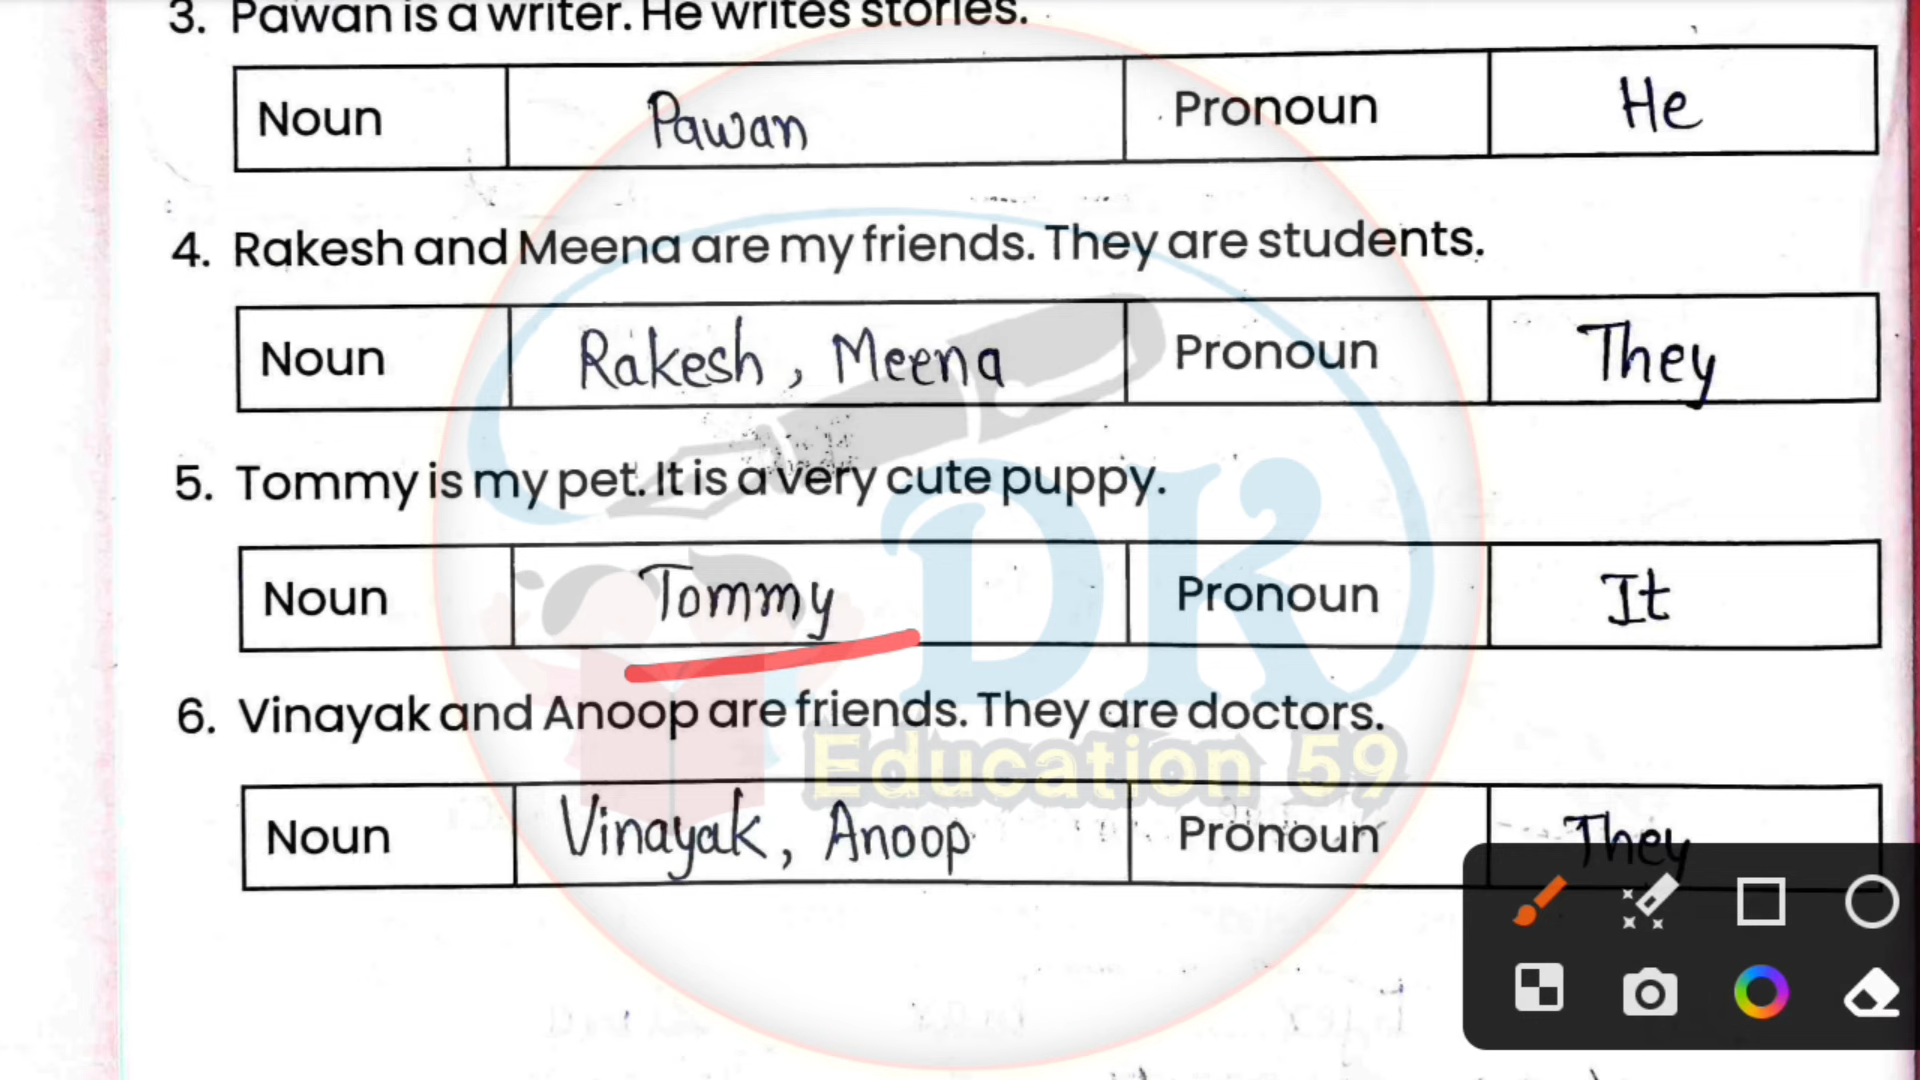 3. Pawan is a writer. He writes stories.
Noun Pawan Pronoun He
4. Rakesh and Meena are my friends. They are students.
Noun Rakesh, Meena Pronoun They
5. Tommy is my pet. It is a very cute puppy.
Noun Tommy Pronoun It
6. Vinayak and Anoop are friends. They are doctors.
DK
Education 59
Noun Vinayak, Anoop Pronoun They